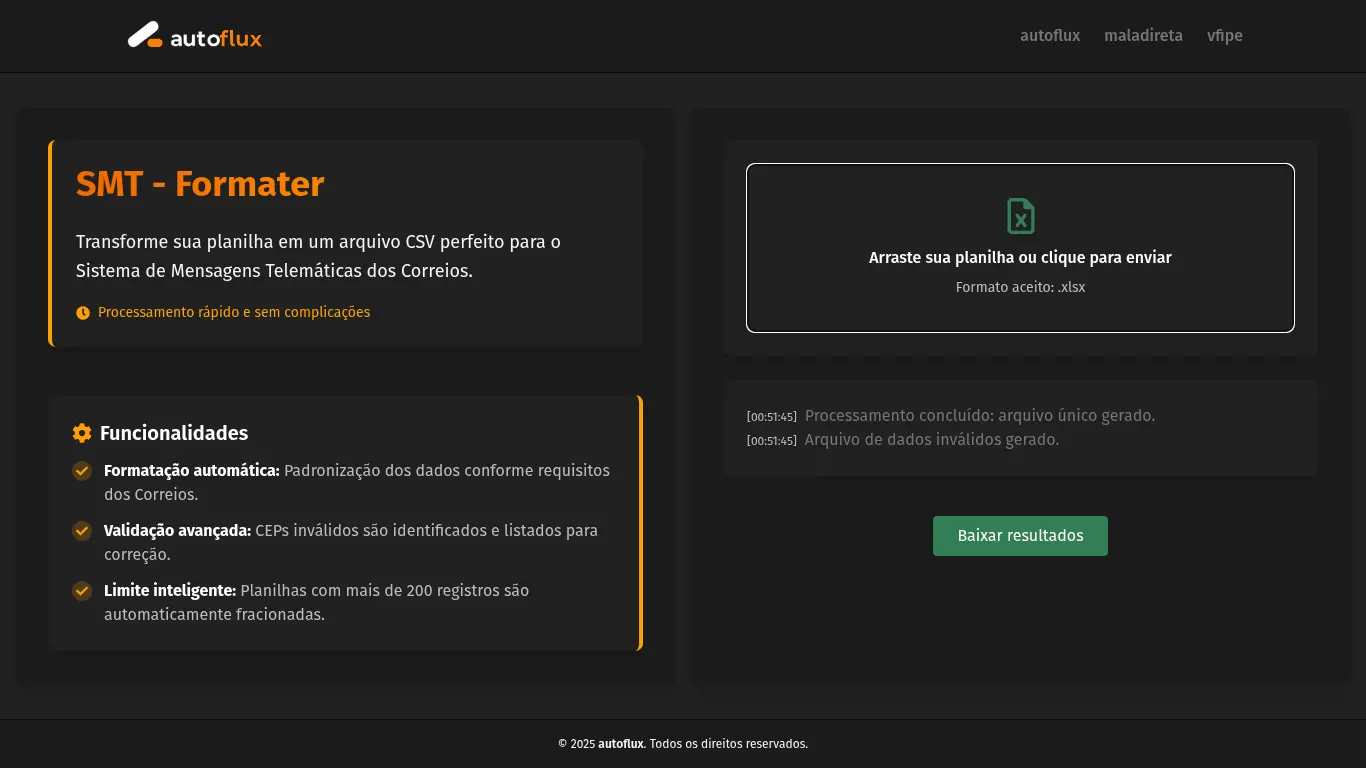 autoflux
autoflux maladireta vfipe
SMT - Formater
Transforme sua planilha em um arquivo CSV perfeito para o
Sistema de Mensagens Telemáticas dos Correios.
Processamento rápido e sem complicações
Funcionalidades
Formatação automática: Padronização dos dados conforme requisitos
dos Correios.
Validação avançada: CEPs inválidos são identificados e listados para
correção.
Limite inteligente: Planilhas com mais de 200 registros são
automaticamente fracionadas.
Arraste sua planilha ou clique para enviar
Formato aceito: .xlsx
[00:51:45] Processamento concluído: arquivo único gerado.
[00:51:45] Arquivo de dados inválidos gerado.
Baixar resultados
© 2025 autoflux. Todos os direitos reservados.